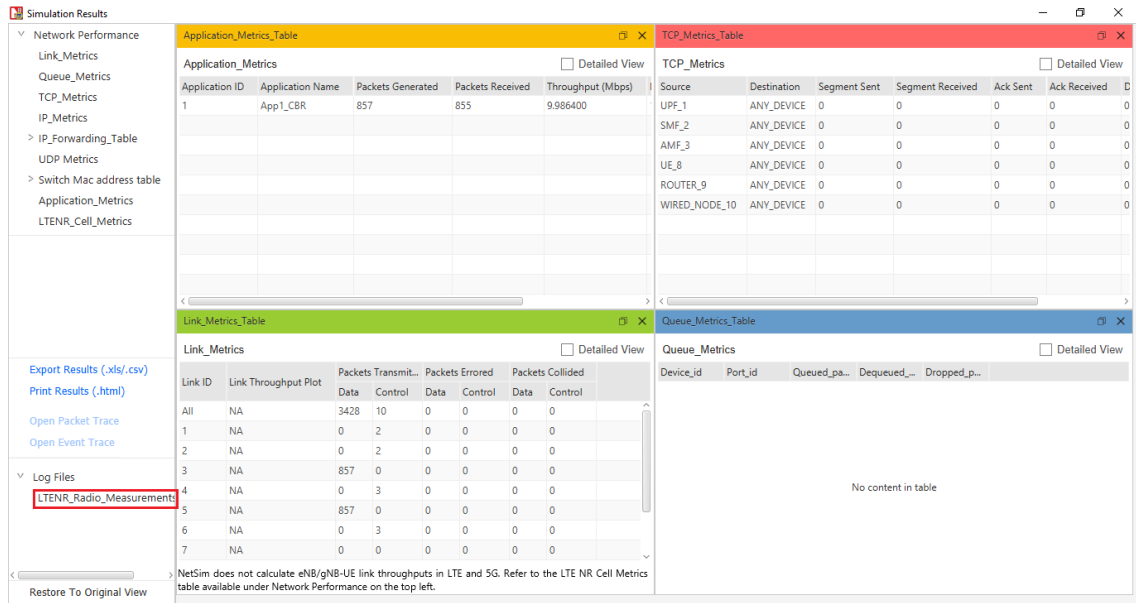 Simulation Results
Network Performance
Link_Metrics
Queue_Metrics
TCP_Metrics
IP_Metrics
IP_Forwarding_Table
UDP Metrics
Switch Mac address table
Application_Metrics
LTENR_Cell_Metrics
Export Results (.xls/.csv)
Print Results (.html)
Open Packet Trace
Open Event Trace
Log Files
LTENR_Radio_Measurements
Restore To Original View
Application_Metrics_Table
Application_Metrics Detailed View
Application ID Application Name Packets Generated Packets Received Throughput (Mbps)
1 App1_CBR 857 855 9.986400
TCP_Metrics_Table
TCP_Metrics Detailed View
Source Destination Segment Sent Segment Received Ack Sent Ack Received D
UPF_1 ANY_DEVICE 0 0 0 0 0
SMF_2 ANY_DEVICE 0 0 0 0 0
AMF_3 ANY_DEVICE 0 0 0 0 0
UE_8 ANY_DEVICE 0 0 0 0 0
ROUTER_9 ANY_DEVICE 0 0 0 0 0
WIRED_NODE_10 ANY_DEVICE 0 0 0 0 0
Link_Metrics_Table
Link_Metrics Detailed View
Link ID Link Throughput Plot Packets Transmit... Packets Errored Packets Collided
Data Control Data Control Data Control
All NA 3428 10 0 0 0 0
1 NA 0 2 0 0 0 0
2 NA 0 2 0 0 0 0
3 NA 857 0 0 0 0 0
4 NA 0 3 0 0 0 0
5 NA 857 0 0 0 0 0
6 NA 0 3 0 0 0 0
7 NA 0 0 0 0 0 0
NetSim does not calculate eNB/gNB-UE link throughputs in LTE and 5G. Refer to the LTE NR Cell Metrics
table available under Network Performance on the top left.
Queue_Metrics_Table
Queue_Metrics Detailed View
Device_id Port_id Queued_pa... Dequeued_... Dropped_p...
No content in table